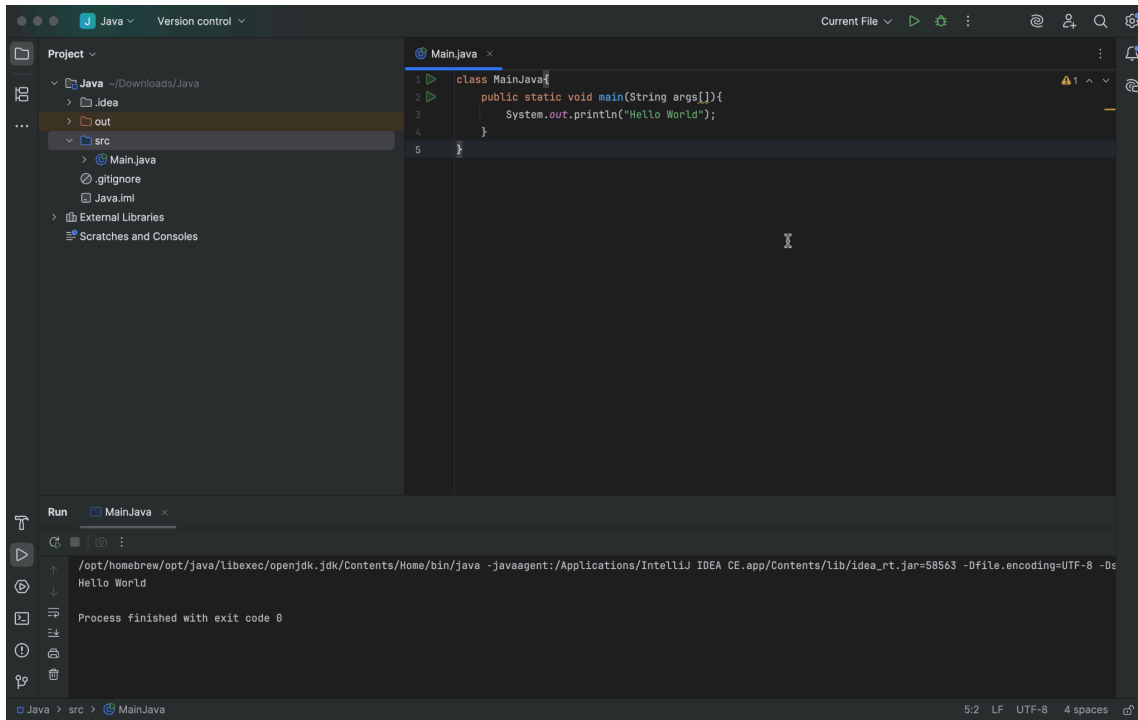 J Java Version control
Current File
Project
Java ~/Downloads/Java
.idea
out
src
Main.java
.gitignore
Java.iml
External Libraries
Scratches and Consoles
Main.java
1 class MainJava{
2 public static void main(String args[]){
3 System.out.println("Hello World");
4 }
5 }
1
Run MainJava
/opt/homebrew/opt/java/libexec/openjdk.jdk/Contents/Home/bin/java -javaagent:/Applications/IntelliJ IDEA CE.app/Contents/lib/idea_rt.jar=58563 -Dfile.encoding=UTF-8 -Ds
Hello World
Process finished with exit code 0
Java > src > MainJava
5:2 LF UTF-8 4 spaces